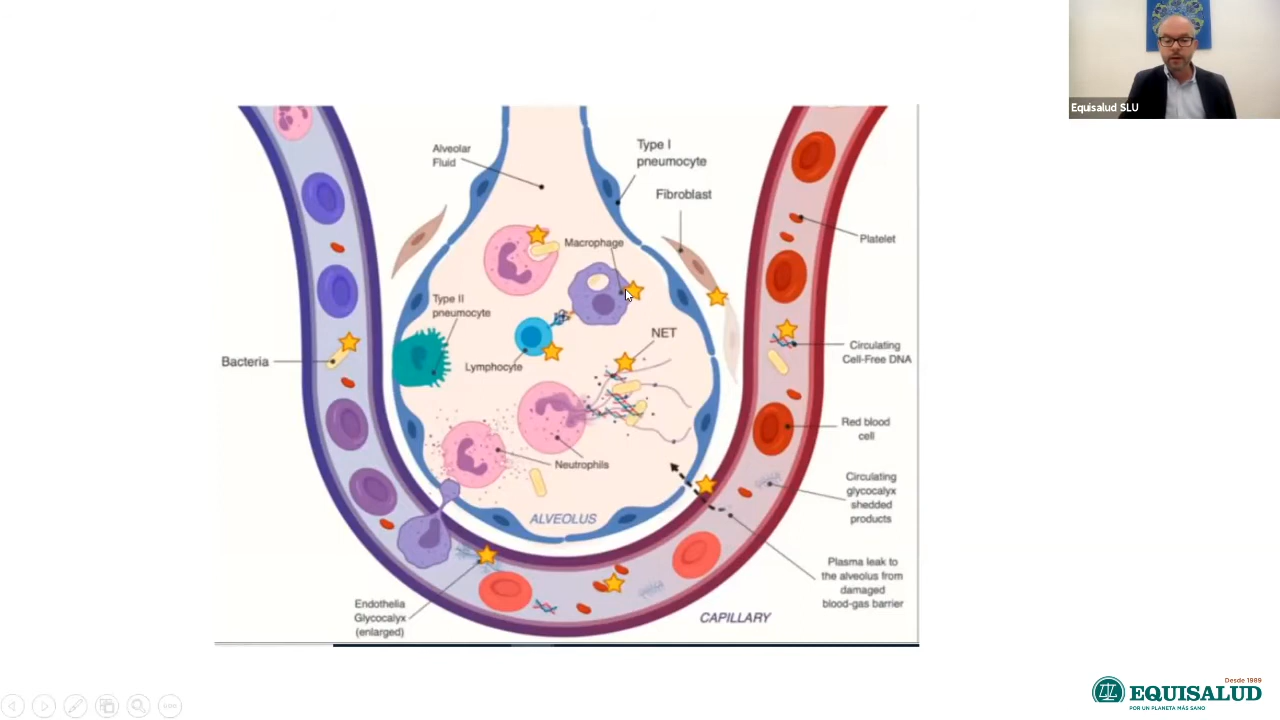 Equisalud SLU
Alveolar
Fluid
Type I
pneumocyte
Fibroblast
Macrophage
Platelet
Type II
pneumocyte
NET
Lymphocyte
Bacteria
Circulating
Cell-Free DNA
Red blood
cell
Neutrophils
Circulating
glycocalyx
shedded
products
ALVEOLUS
Plasma leak to
the alveolus from
damaged
blood-gas barrier
Endothelia
Glycocalyx
(enlarged)
CAPILLARY
Desde 1989
EQUISALUD
POR UN PLANETA MÁS SANO